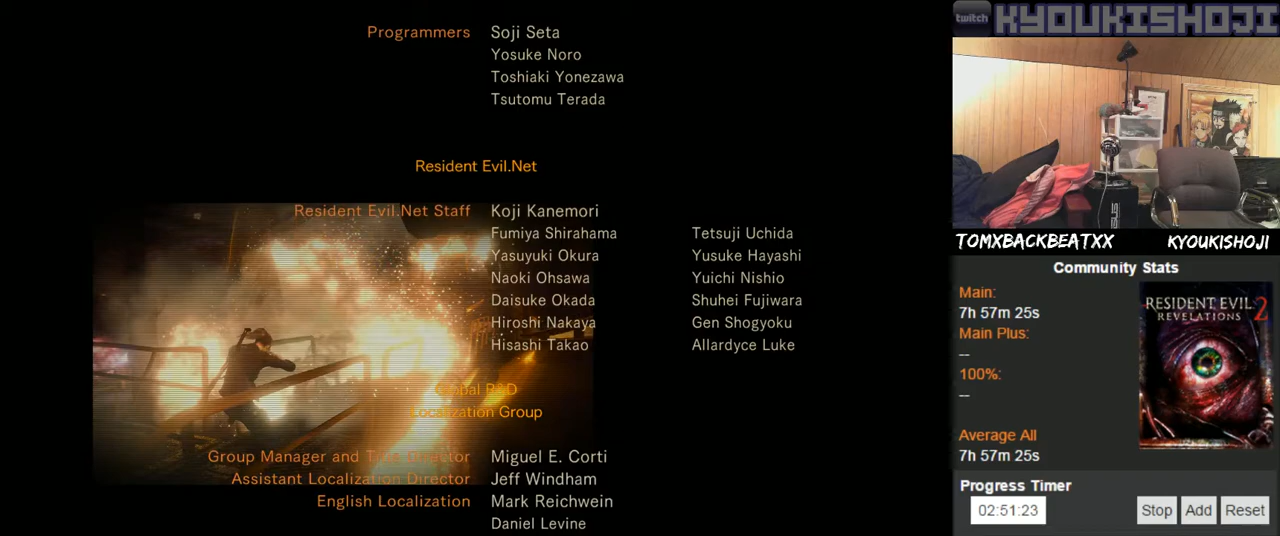 Programmers Soji Seta
Yosuke Noro
Toshiaki Yonezawa
Tsutomu Terada
Resident Evil.Net
Resident Evil.Net Staff Koji Kanemori
Fumiya Shirahama Tetsuji Uchida
Yasuyuki Okura Yusuke Hayashi
Naoki Ohsawa Yuichi Nishio
Daisuke Okada Shuhei Fujiwara
Hiroshi Nakaya Gen Shogyoku
Hisashi Takao Allardyce Luke
Global R&D
Localization Group
Group Manager and Title Director Miguel E. Corti
Assistant Localization Director Jeff Windham
English Localization Mark Reichwein
Daniel Levine
twitch KYOUKISHOJI
ASUS
TOMXBACKBEATXX KYOUKISHOJI
Community Stats
Main:
7h 57m 25s
Main Plus:
--
100%:
--
Average All
7h 57m 25s
RESIDENT EVIL
REVELATIONS 2
Progress Timer
02:51:23 Stop Add Reset